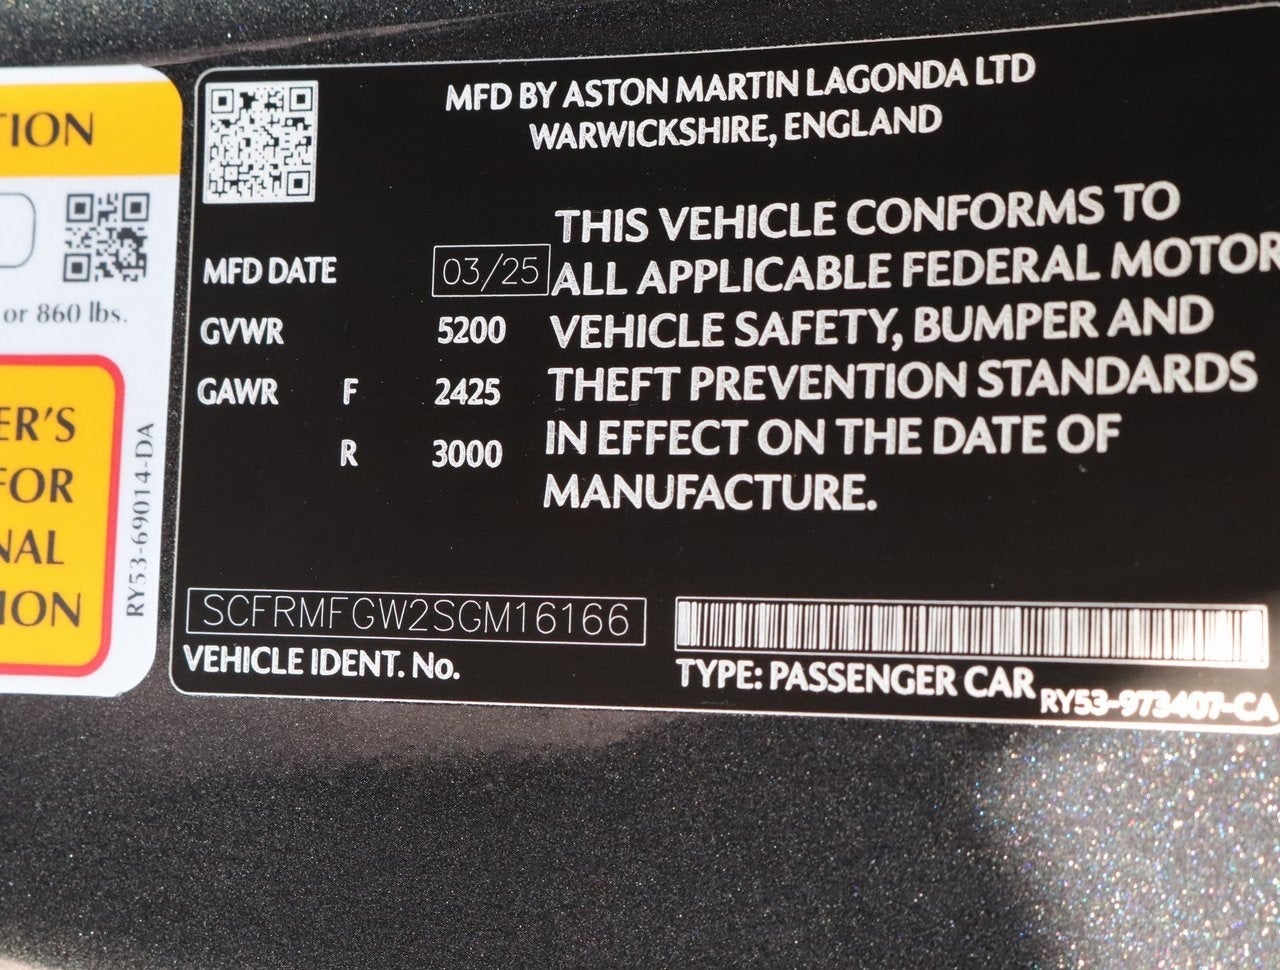 TION
or 860 lbs.
ER'S
FOR
NAL
ION
RY53-69014-DA
MFD BY ASTON MARTIN LAGONDA LTD
WARWICKSHIRE, ENGLAND
MFD DATE 03/25
GVWR 5200
GAWR F 2425
R 3000
THIS VEHICLE CONFORMS TO
ALL APPLICABLE FEDERAL MOTOR
VEHICLE SAFETY, BUMPER AND
THEFT PREVENTION STANDARDS
IN EFFECT ON THE DATE OF
MANUFACTURE.
SCFRMFGW2SGM16166
VEHICLE IDENT. No.
TYPE: PASSENGER CAR
RY53-973407-CA